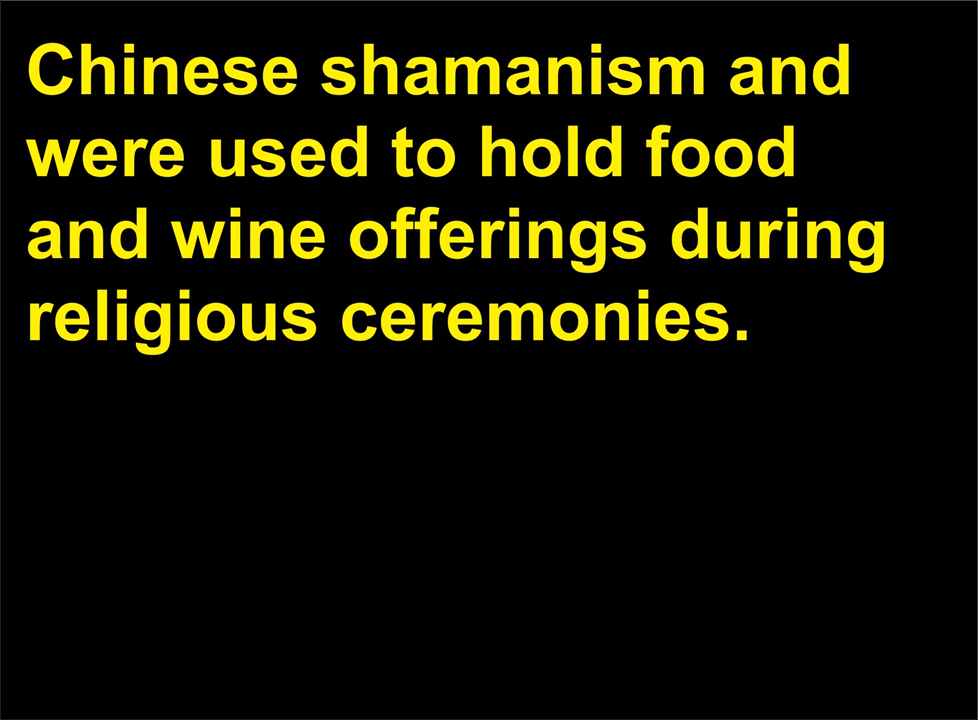 Chinese shamanism and
were used to hold food
and wine offerings during
religious ceremonies.